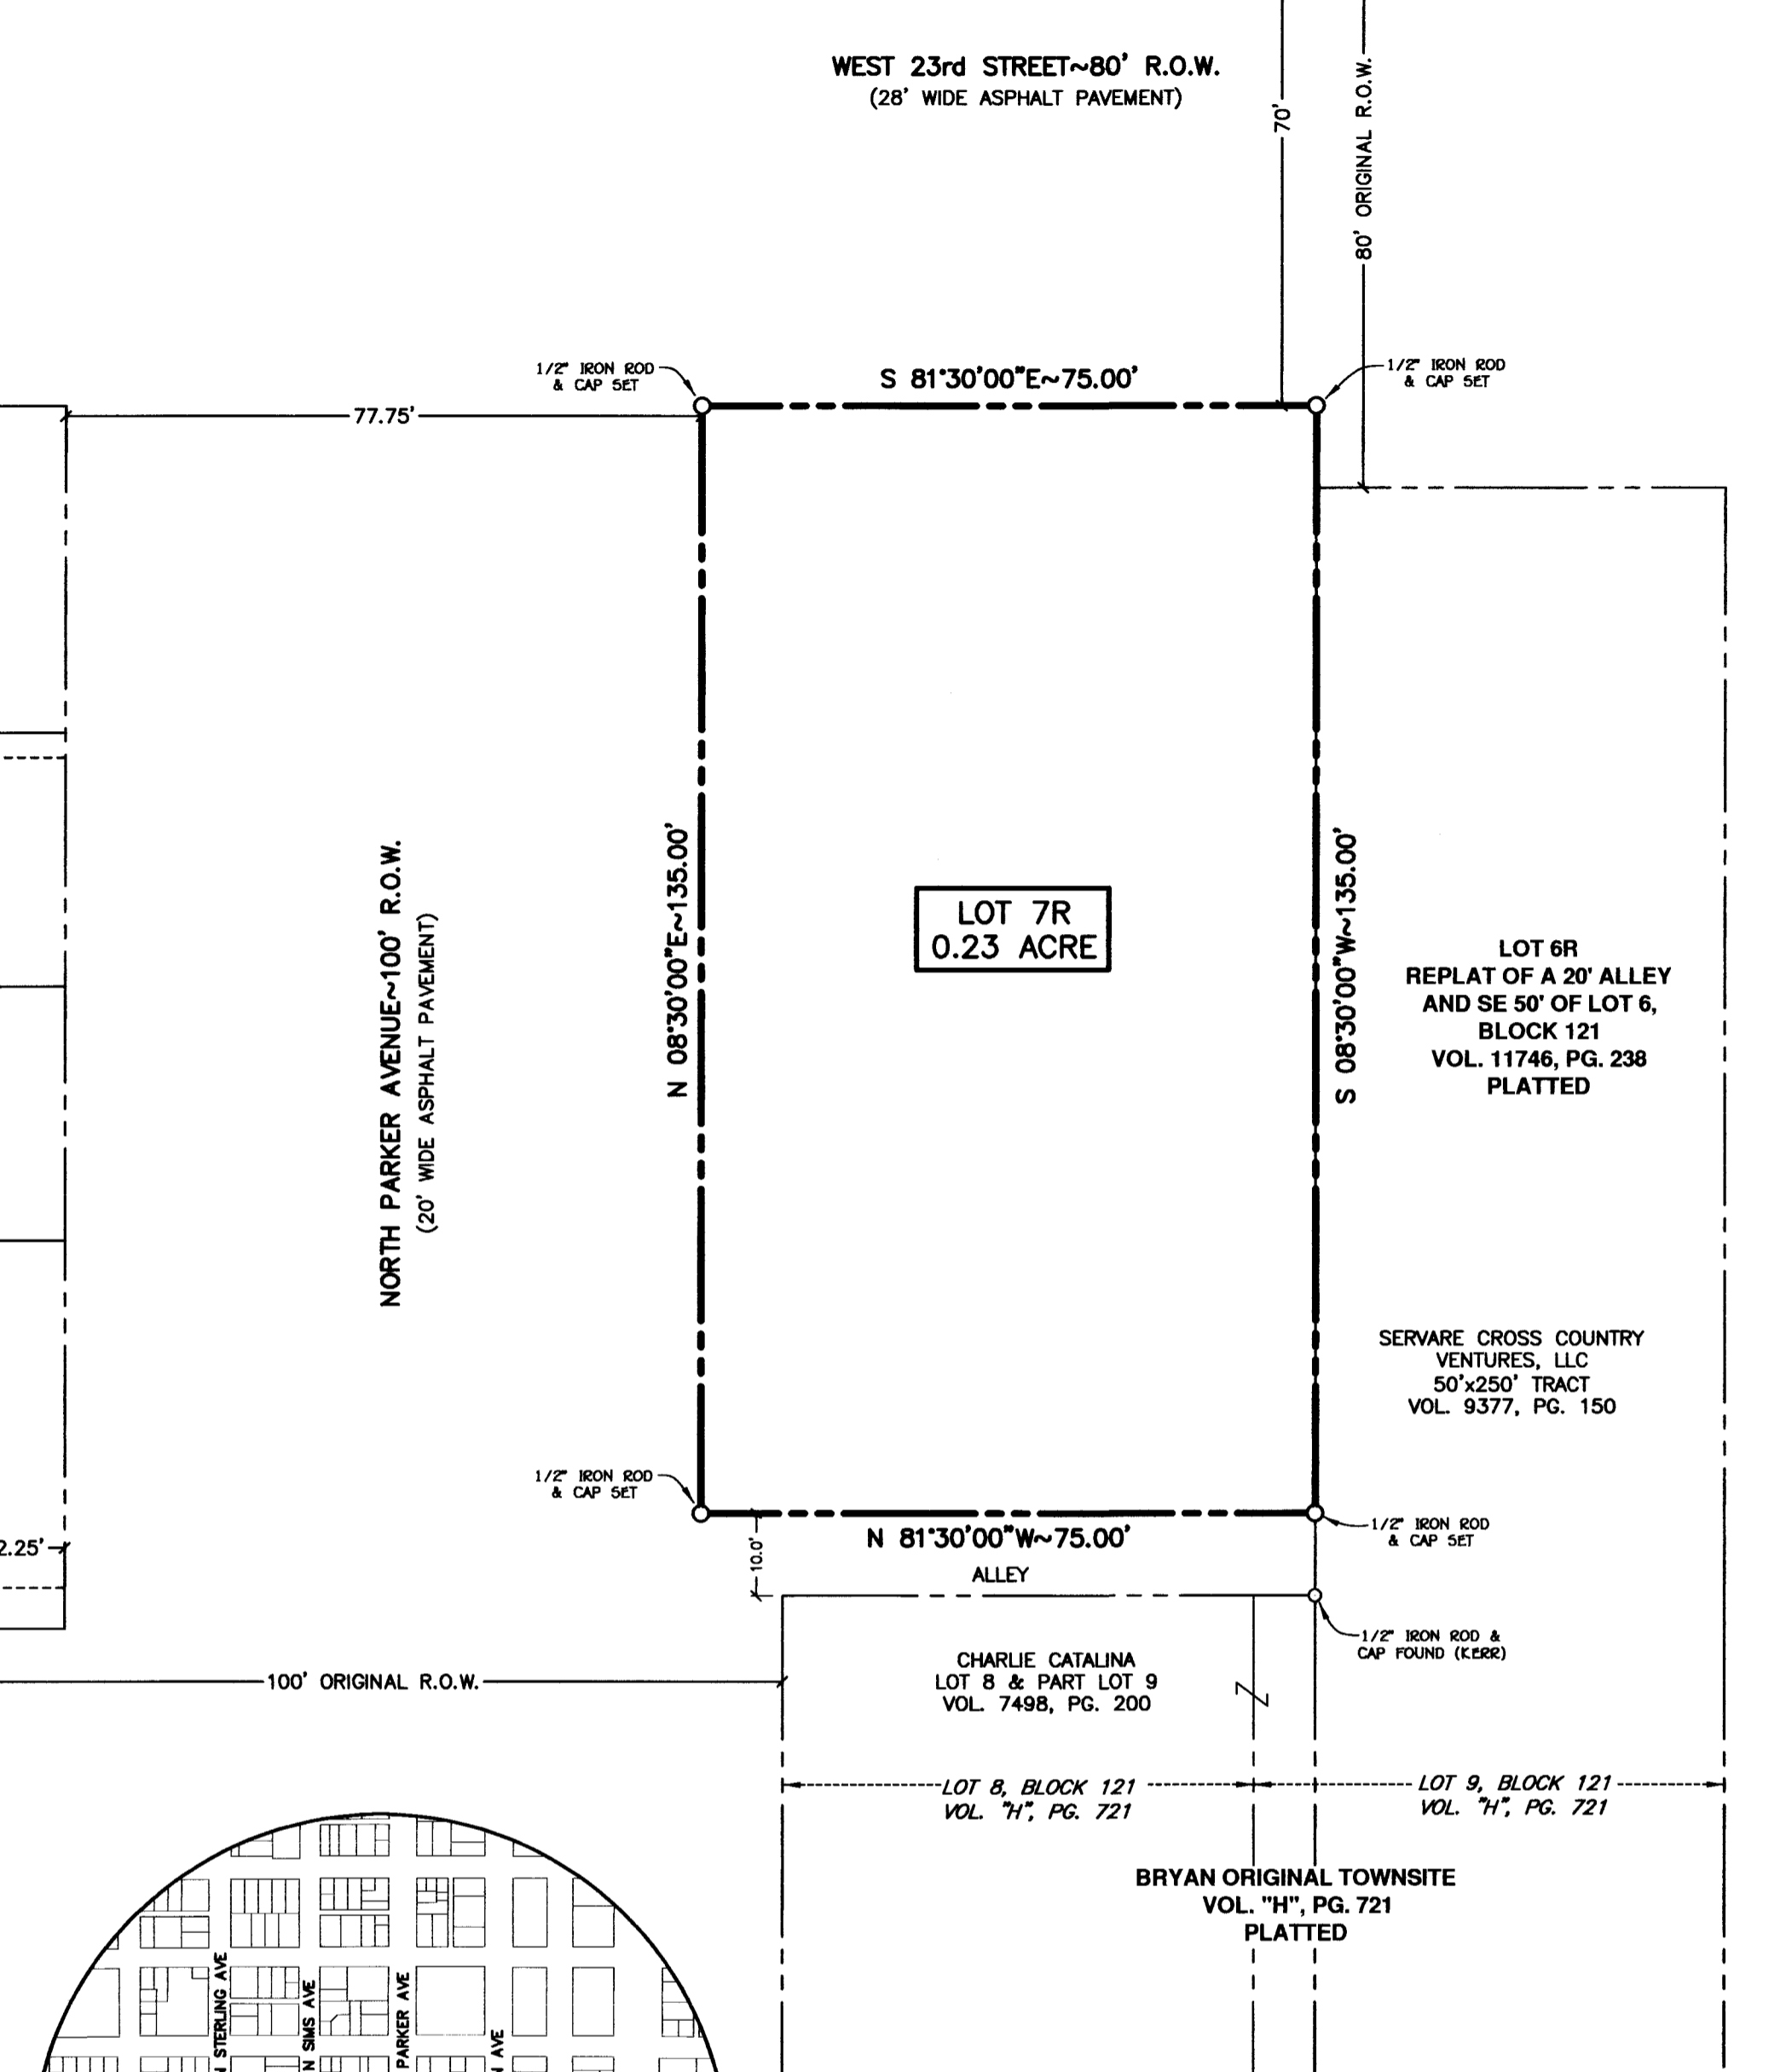 WEST 23rd STREET~80' R.O.W.
(28' WIDE ASPHALT PAVEMENT)
70'
80' ORIGINAL R.O.W.
1/2" IRON ROD
& CAP SET
S 81°30'00"E~75.00'
1/2" IRON ROD
& CAP SET
77.75'
NORTH PARKER AVENUE~100' R.O.W.
(20' WIDE ASPHALT PAVEMENT)
N 08°30'00"E~135.00'
LOT 7R
0.23 ACRE
S 08°30'00"W~135.00'
LOT 6R
REPLAT OF A 20' ALLEY
AND SE 50' OF LOT 6,
BLOCK 121
VOL. 11746, PG. 238
PLATTED
SERVARE CROSS COUNTRY
VENTURES, LLC
50'x250' TRACT
VOL. 9377, PG. 150
1/2" IRON ROD
& CAP SET
N 81°30'00"W~75.00'
1/2" IRON ROD
& CAP SET
2.25'
10.0'
ALLEY
1/2" IRON ROD &
CAP FOUND (KERR)
CHARLIE CATALINA
LOT 8 & PART LOT 9
VOL. 7498, PG. 200
100' ORIGINAL R.O.W.
LOT 8, BLOCK 121
VOL. "H", PG. 721
LOT 9, BLOCK 121
VOL. "H", PG. 721
BRYAN ORIGINAL TOWNSITE
VOL. "H", PG. 721
PLATTED
N STERLING AVE
N SIMS AVE
PARKER AVE
N AVE